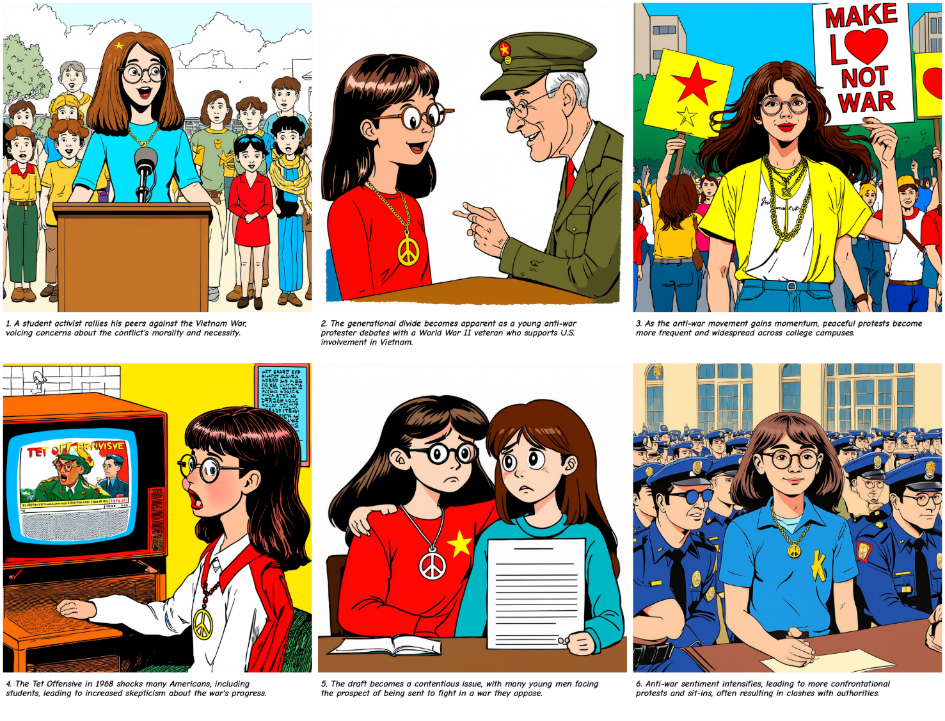 MAKE
L
NOT
WAR
1. A student activist rallies his peers against the Vietnam War,
voicing concerns about the conflict's morality and necessity.
2. The generational divide becomes apparent as a young anti-war
protester debates with a World War II veteran who supports U.S.
involvement in Vietnam.
3. As the anti-war movement gains momentum, peaceful protests become
more frequent and widespread across college campuses.
TET OFF
4. The Tet Offensive in 1968 shocks many Americans, including
students, leading to increased skepticism about the war's progress.
5. The draft becomes a contentious issue, with many young men facing
the prospect of being sent to fight in a war they oppose.
6. Anti-war sentiment intensifies, leading to more confrontational
protests and sit-ins, often resulting in clashes with authorities.